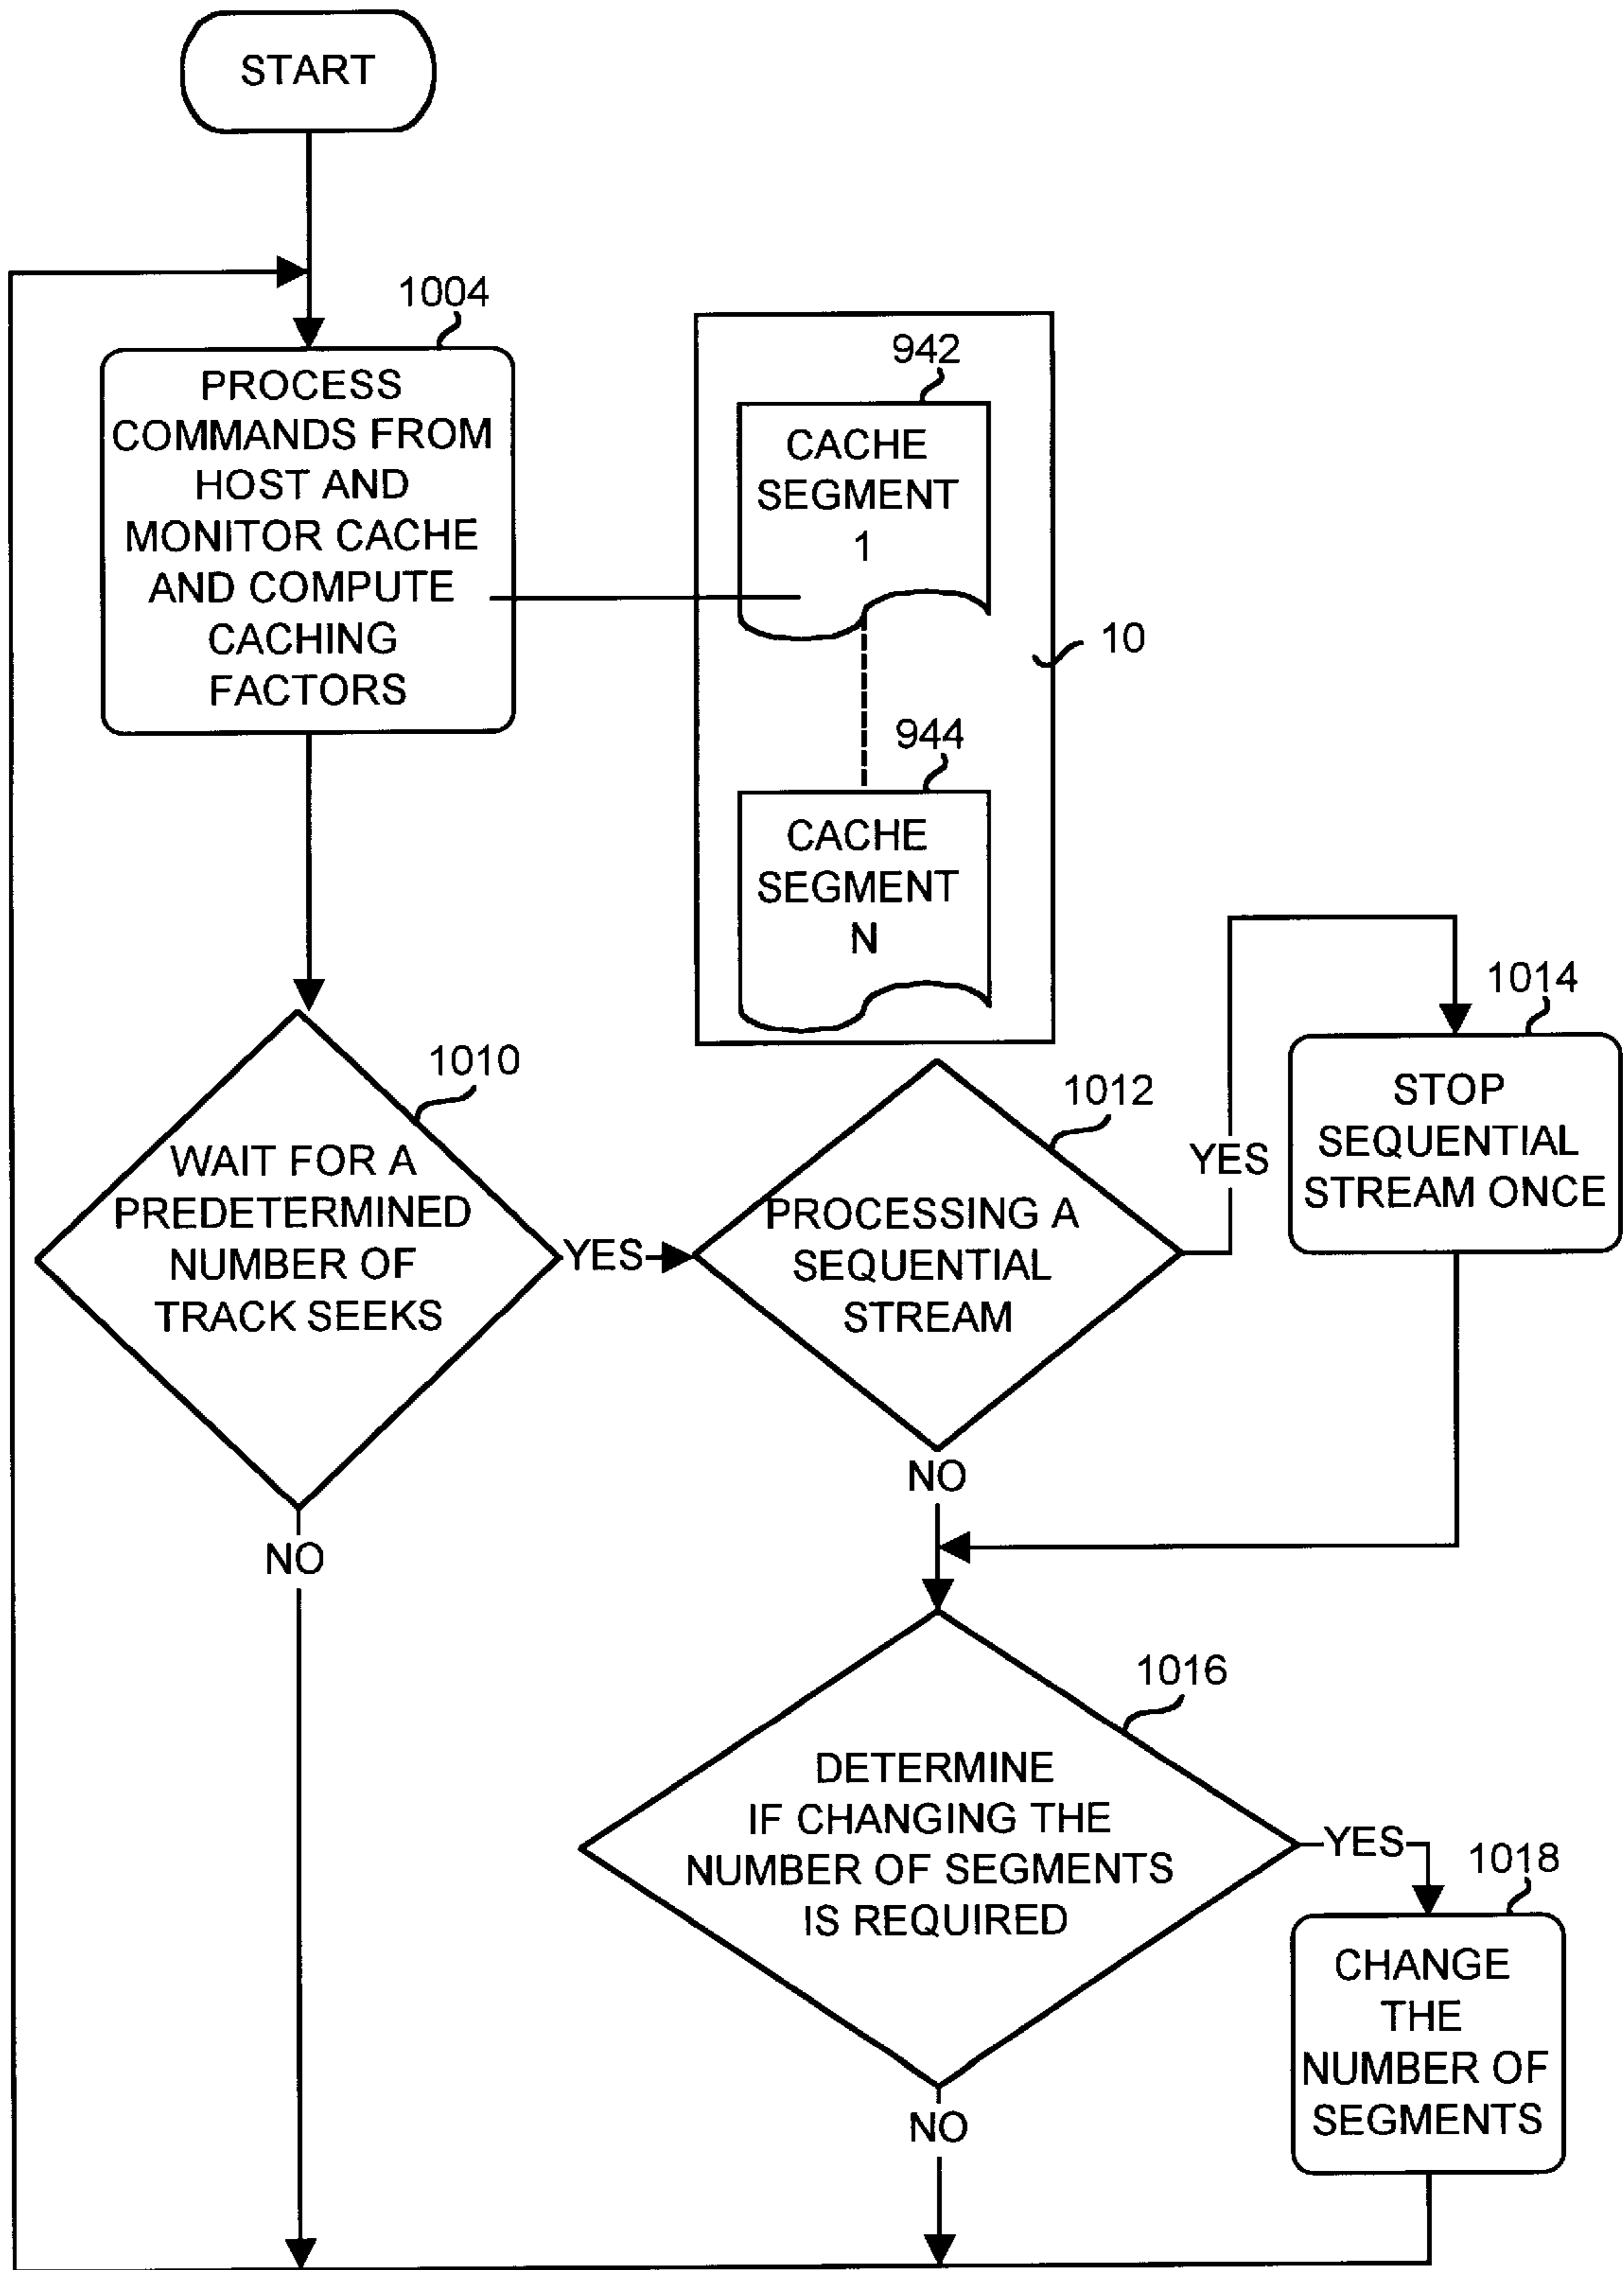 START
1004
PROCESS
COMMANDS FROM
HOST AND
MONITOR CACHE
AND COMPUTE
CACHING
FACTORS
942
CACHE
SEGMENT
1
10
944
CACHE
SEGMENT
N
1010
WAIT FOR A
PREDETERMINED
NUMBER OF
TRACK SEEKS
YES
NO
1012
PROCESSING A
SEQUENTIAL
STREAM
YES
NO
1014
STOP
SEQUENTIAL
STREAM ONCE
1016
DETERMINE
IF CHANGING THE
NUMBER OF SEGMENTS
IS REQUIRED
YES
NO
1018
CHANGE
THE
NUMBER OF
SEGMENTS